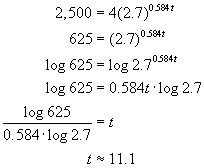 2,500 = 4(2.7)^0.584t
625 = (2.7)^0.584t
log 625 = log 2.7^0.584t
log 625 = 0.584t · log 2.7
log 625 / 0.584 · log 2.7 = t
t ≈ 11.1